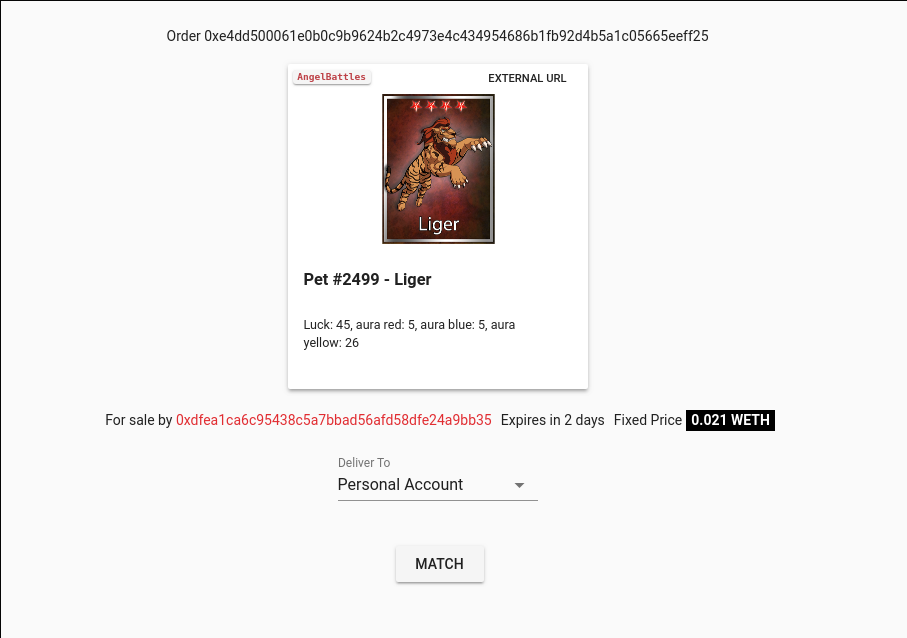 Order 0xe4dd500061e0b0c9b9624b2c4973e4c434954686b1fb92d4b5a1c05665eeff25
AngelBattles
EXTERNAL URL
Liger
Pet #2499 - Liger
Luck: 45, aura red: 5, aura blue: 5, aura
yellow: 26
For sale by 0xdfea1ca6c95438c5a7bbad56afd58dfe24a9bb35 Expires in 2 days Fixed Price 0.021 WETH
Deliver To
Personal Account
MATCH